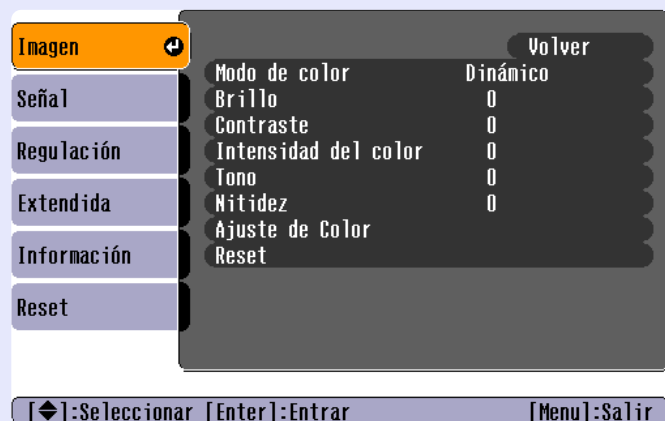 Imagen
Señal
Regulación
Extendida
Información
Reset
Volver
Modo de color Dinámico
Brillo 0
Contraste 0
Intensidad del color 0
Tono 0
Nitidez 0
Ajuste de Color
Reset
[◆]:Seleccionar [Enter]:Entrar [Menu]:Salir